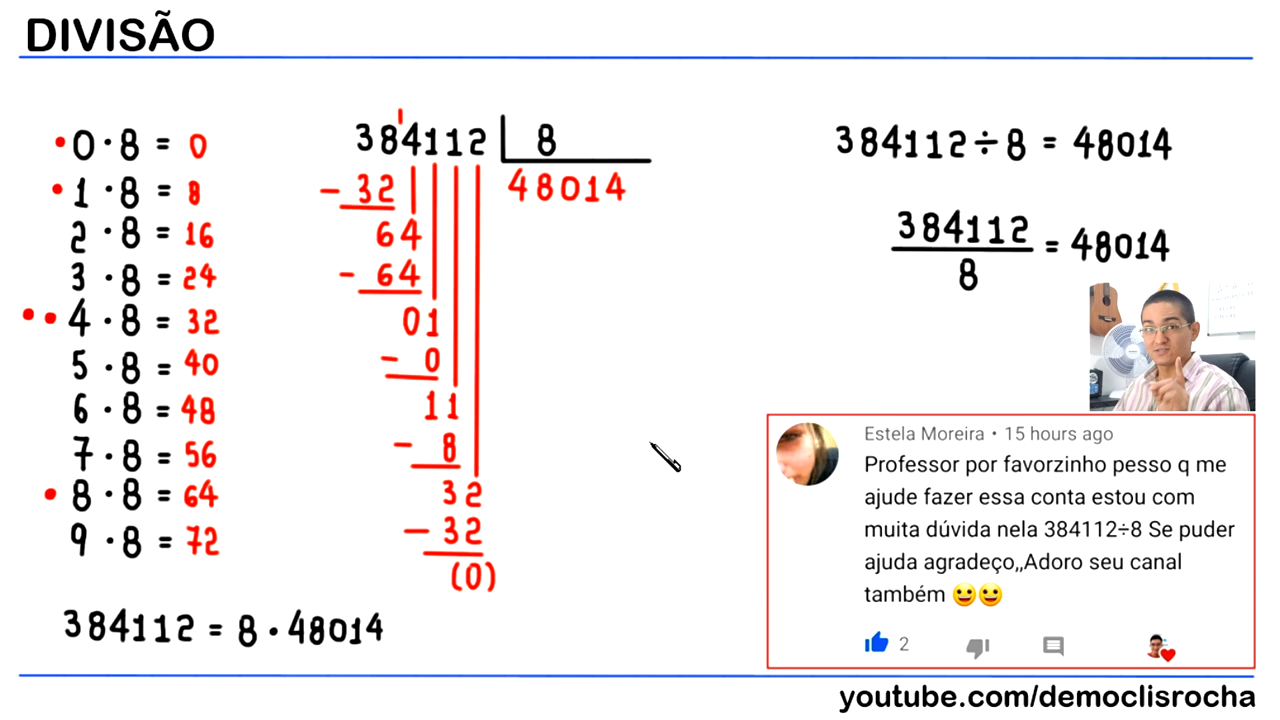 DIVISÃO
0 · 8 = 0
1 · 8 = 8
2 · 8 = 16
3 · 8 = 24
4 · 8 = 32
5 · 8 = 40
6 · 8 = 48
7 · 8 = 56
8 · 8 = 64
9 · 8 = 72
384112 = 8 · 48014
384112 8
- 32 48014
64
- 64
01
- 0
11
- 8
32
- 32
(0)
384112 ÷ 8 = 48014
384112
8
= 48014
Estela Moreira • 15 hours ago
Professor por favorzinho pesso q me
ajude fazer essa conta estou com
muita dúvida nela 384112÷8 Se puder
ajuda agradeço,,Adoro seu canal
também 😀😀
2
youtube.com/democlisrocha